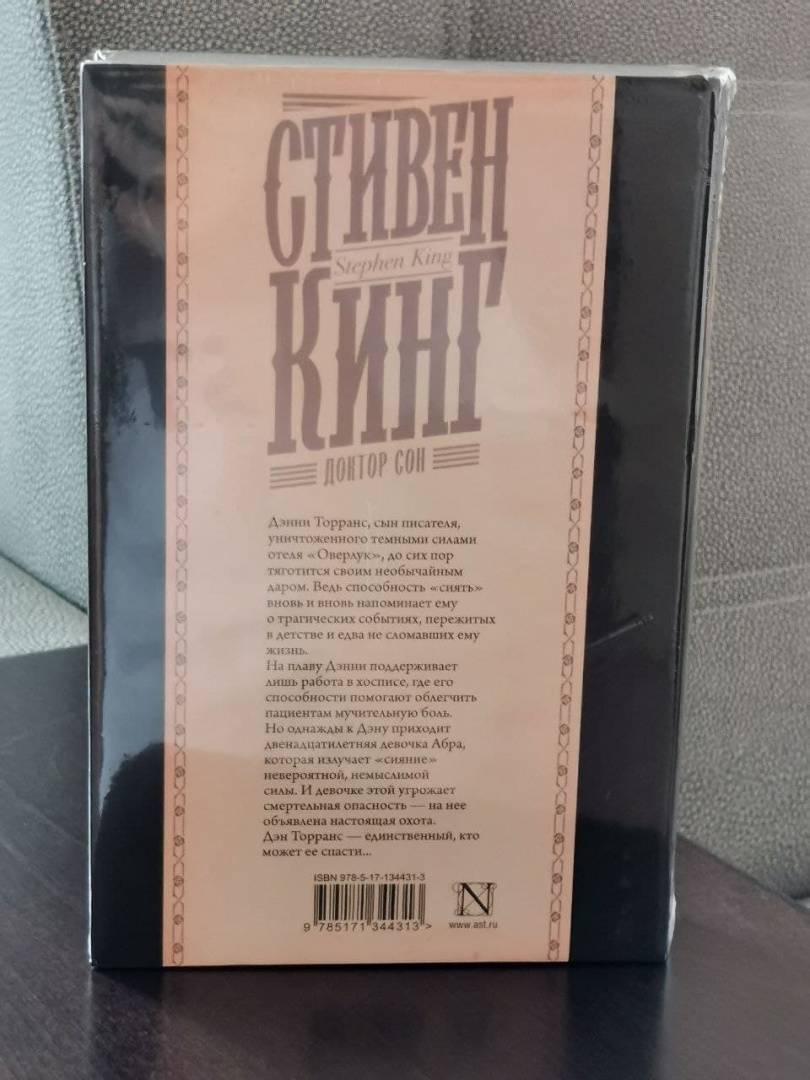 СТИВЕН
Stephen King
КИНГ
ДОКТОР СОН
Дэнни Торранс, сын писателя,
уничтоженного темными силами
отеля «Оверлук», до сих пор
тяготится своим необычайным
даром. Ведь способность «сиять»
вновь и вновь напоминает ему
о трагических событиях, пережитых
в детстве и едва не сломавших ему
жизнь.
На плаву Дэнни поддерживает
лишь работа в хосписе, где его
способности помогают облегчить
пациентам мучительную боль.
Но однажды к Дэну приходит
двенадцатилетняя девочка Абра,
которая излучает «сияние»
невероятной, немыслимой
силы. И девочке этой угрожает
смертельная опасность — на нее
объявлена настоящая охота.
Дэн Торранс — единственный, кто
может ее спасти...
ISBN 978-5-17-134431-3
9 785171 344313 >
N
www.ast.ru